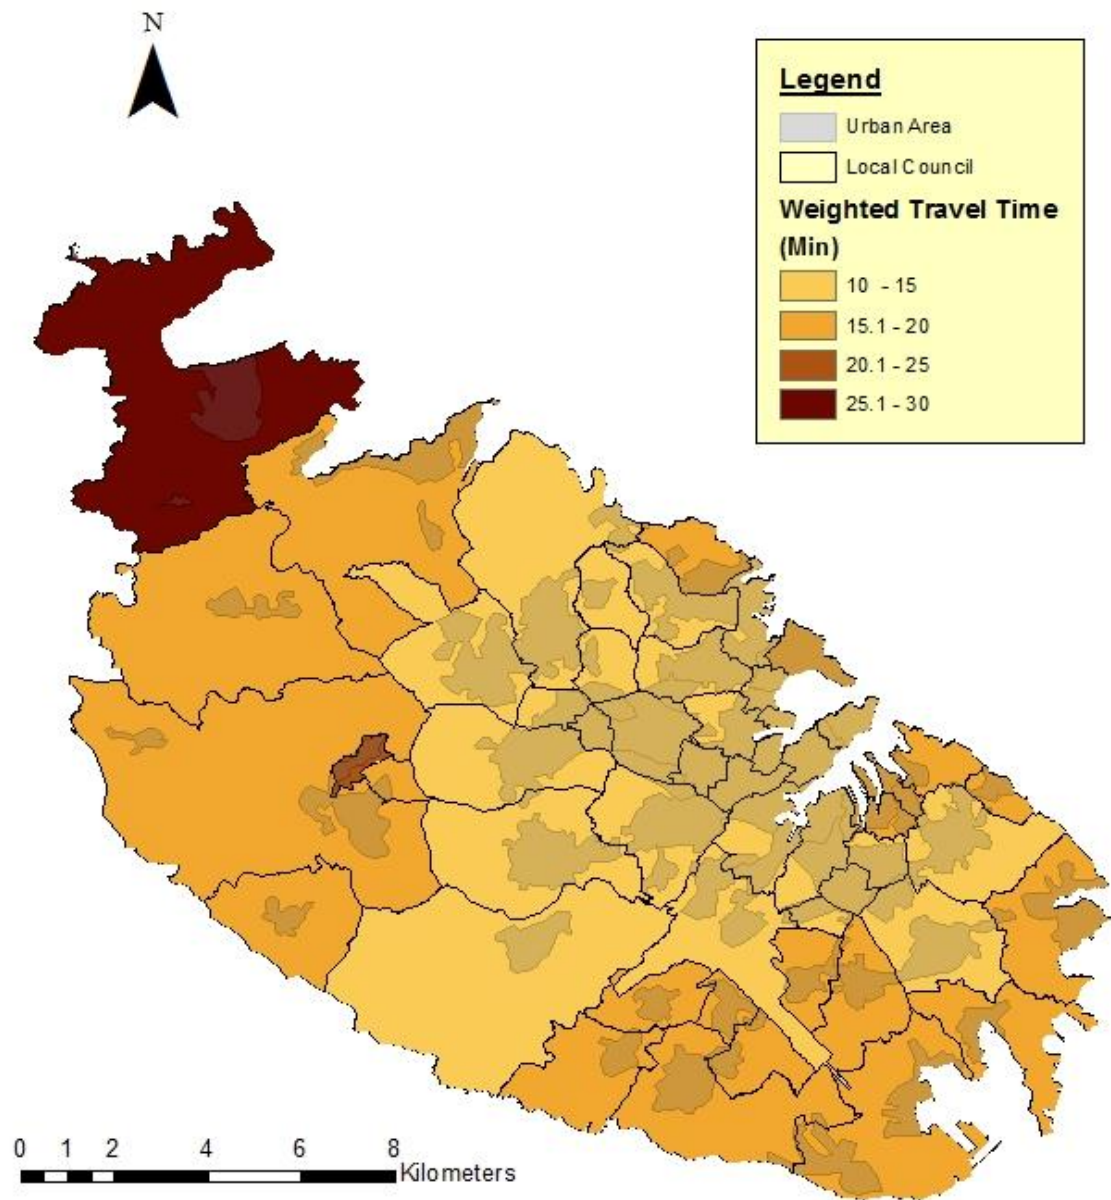 N
Legend
Urban Area
Local Council
Weighted Travel Time
(Min)
10 - 15
15.1 - 20
20.1 - 25
25.1 - 30
0 1 2 4 6 8
Kilometers